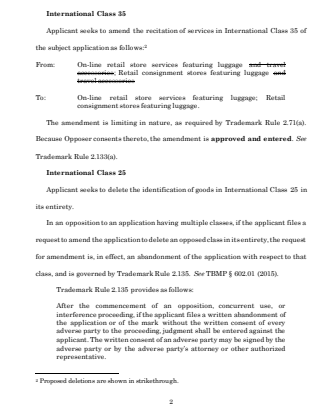 International Class 35
Applicant seeks to amend the recitation of services in International Class 35 of
the subject application as follows:²
From: On-line retail store services featuring luggage and travel
accessories; Retail consignment stores featuring luggage and
travel accessories
To: On-line retail store services featuring luggage; Retail
consignment stores featuring luggage.
The amendment is limiting in nature, as required by Trademark Rule 2.71(a).
Because Opposer consents thereto, the amendment is approved and entered. See
Trademark Rule 2.133(a).
International Class 25
Applicant seeks to delete the identification of goods in International Class 25 in
its entirety.
In an opposition to an application having multiple classes, if the applicant files a
request to amend the application to delete an opposed class in its entirety, the request
for amendment is, in effect, an abandonment of the application with respect to that
class, and is governed by Trademark Rule 2.135. See TBMP § 602.01 (2015).
Trademark Rule 2.135 provides as follows:
After the commencement of an opposition, concurrent use, or
interference proceeding, if the applicant files a written abandonment
of the application or of the mark without the written consent of every
adverse party to the proceeding, judgment shall be entered against the
applicant. The written consent of an adverse party may be signed by the
adverse party or by the adverse party's attorney or other authorized
representative.
² Proposed deletions are shown in strikethrough.
2